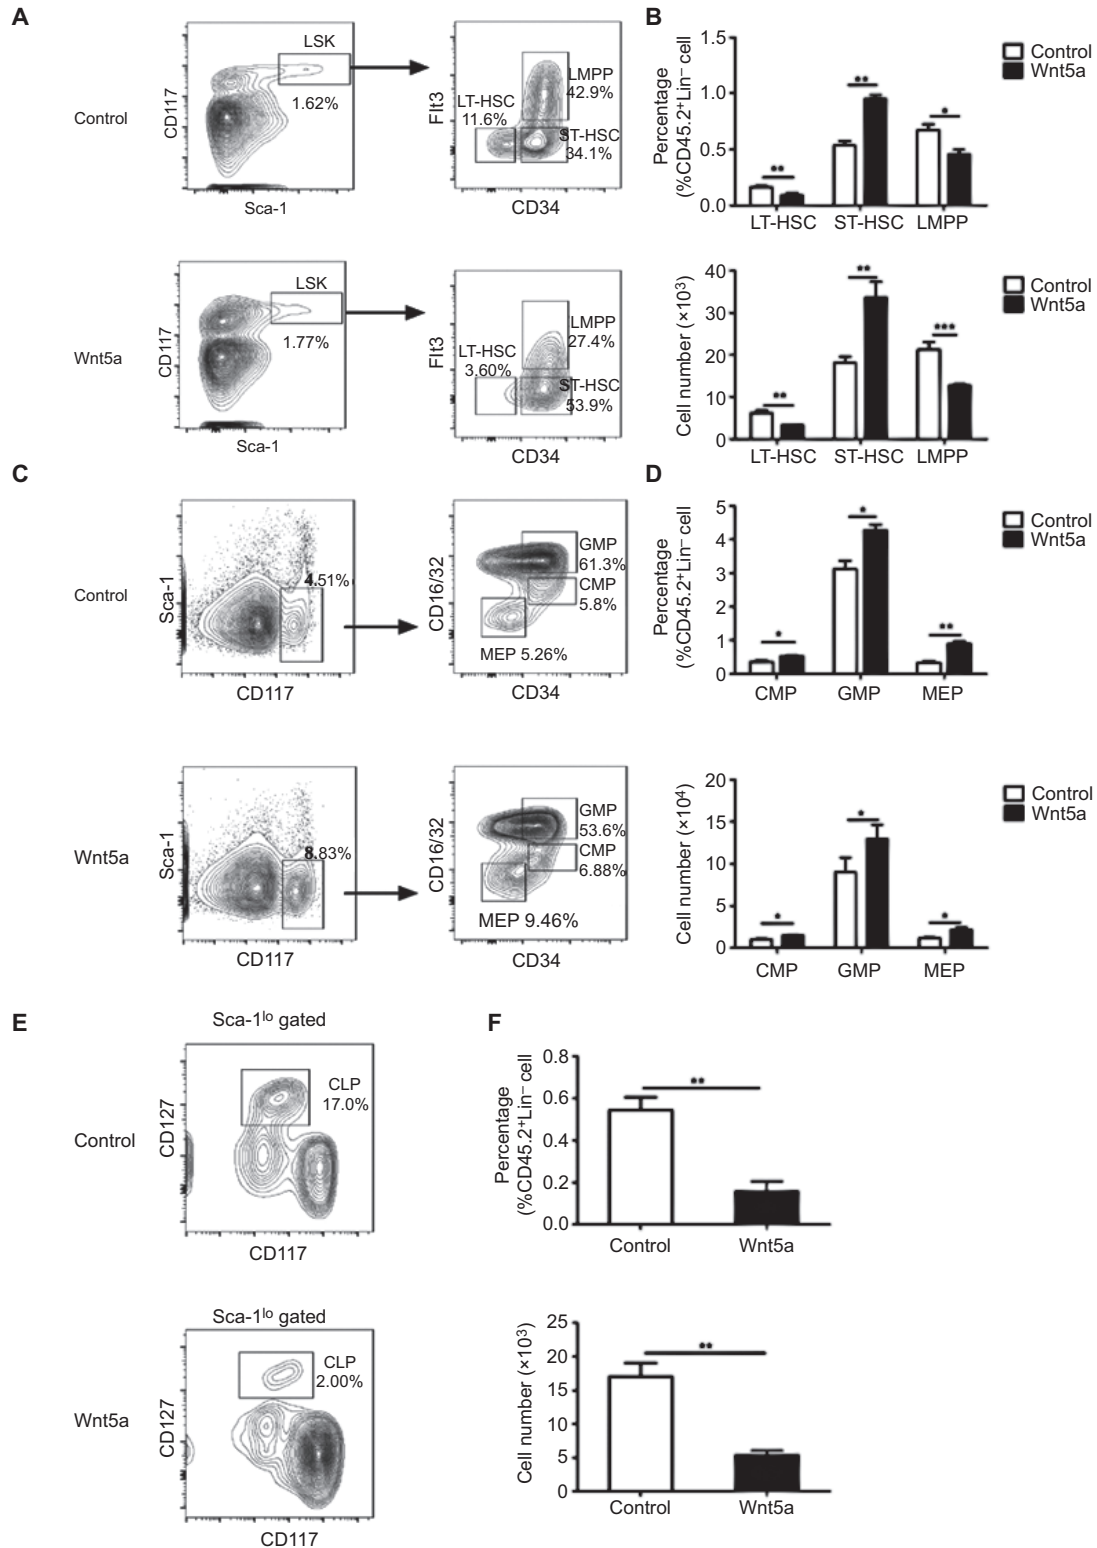 A
Control
CD117
LSK
1.62%
Sca-1
Flt3
LMPP
42.9%
LT-HSC
11.6%
ST-HSC
34.1%
CD34
Wnt5a
CD117
LSK
1.77%
Sca-1
Flt3
LMPP
27.4%
LT-HSC
3.60%
ST-HSC
53.9%
CD34
B
Percentage
(%CD45.2⁺Lin⁻ cell
1.5
1.0
0.5
0.0
**
**
*
LT-HSC ST-HSC LMPP
Control
Wnt5a
Cell number (×10³)
40
30
20
10
0
**
**
***
LT-HSC ST-HSC LMPP
Control
Wnt5a
C
Control
Sca-1
4.51%
CD117
CD16/32
GMP
61.3%
CMP
5.8%
MEP 5.26%
CD34
Wnt5a
Sca-1
8.83%
CD117
CD16/32
GMP
53.6%
CMP
6.88%
MEP 9.46%
CD34
D
Percentage
(%CD45.2⁺Lin⁻ cell
5
4
3
2
1
0
*
*
**
CMP GMP MEP
Control
Wnt5a
Cell number (×10⁴)
20
15
10
5
0
*
*
*
CMP GMP MEP
Control
Wnt5a
E
Sca-1ˡᵒ gated
Control
CD127
CLP
17.0%
CD117
Sca-1ˡᵒ gated
Wnt5a
CD127
CLP
2.00%
CD117
F
Percentage
(%CD45.2⁺Lin⁻ cell
0.8
0.6
0.4
0.2
0.0
**
Control Wnt5a
Cell number (×10³)
25
20
15
10
5
0
**
Control Wnt5a